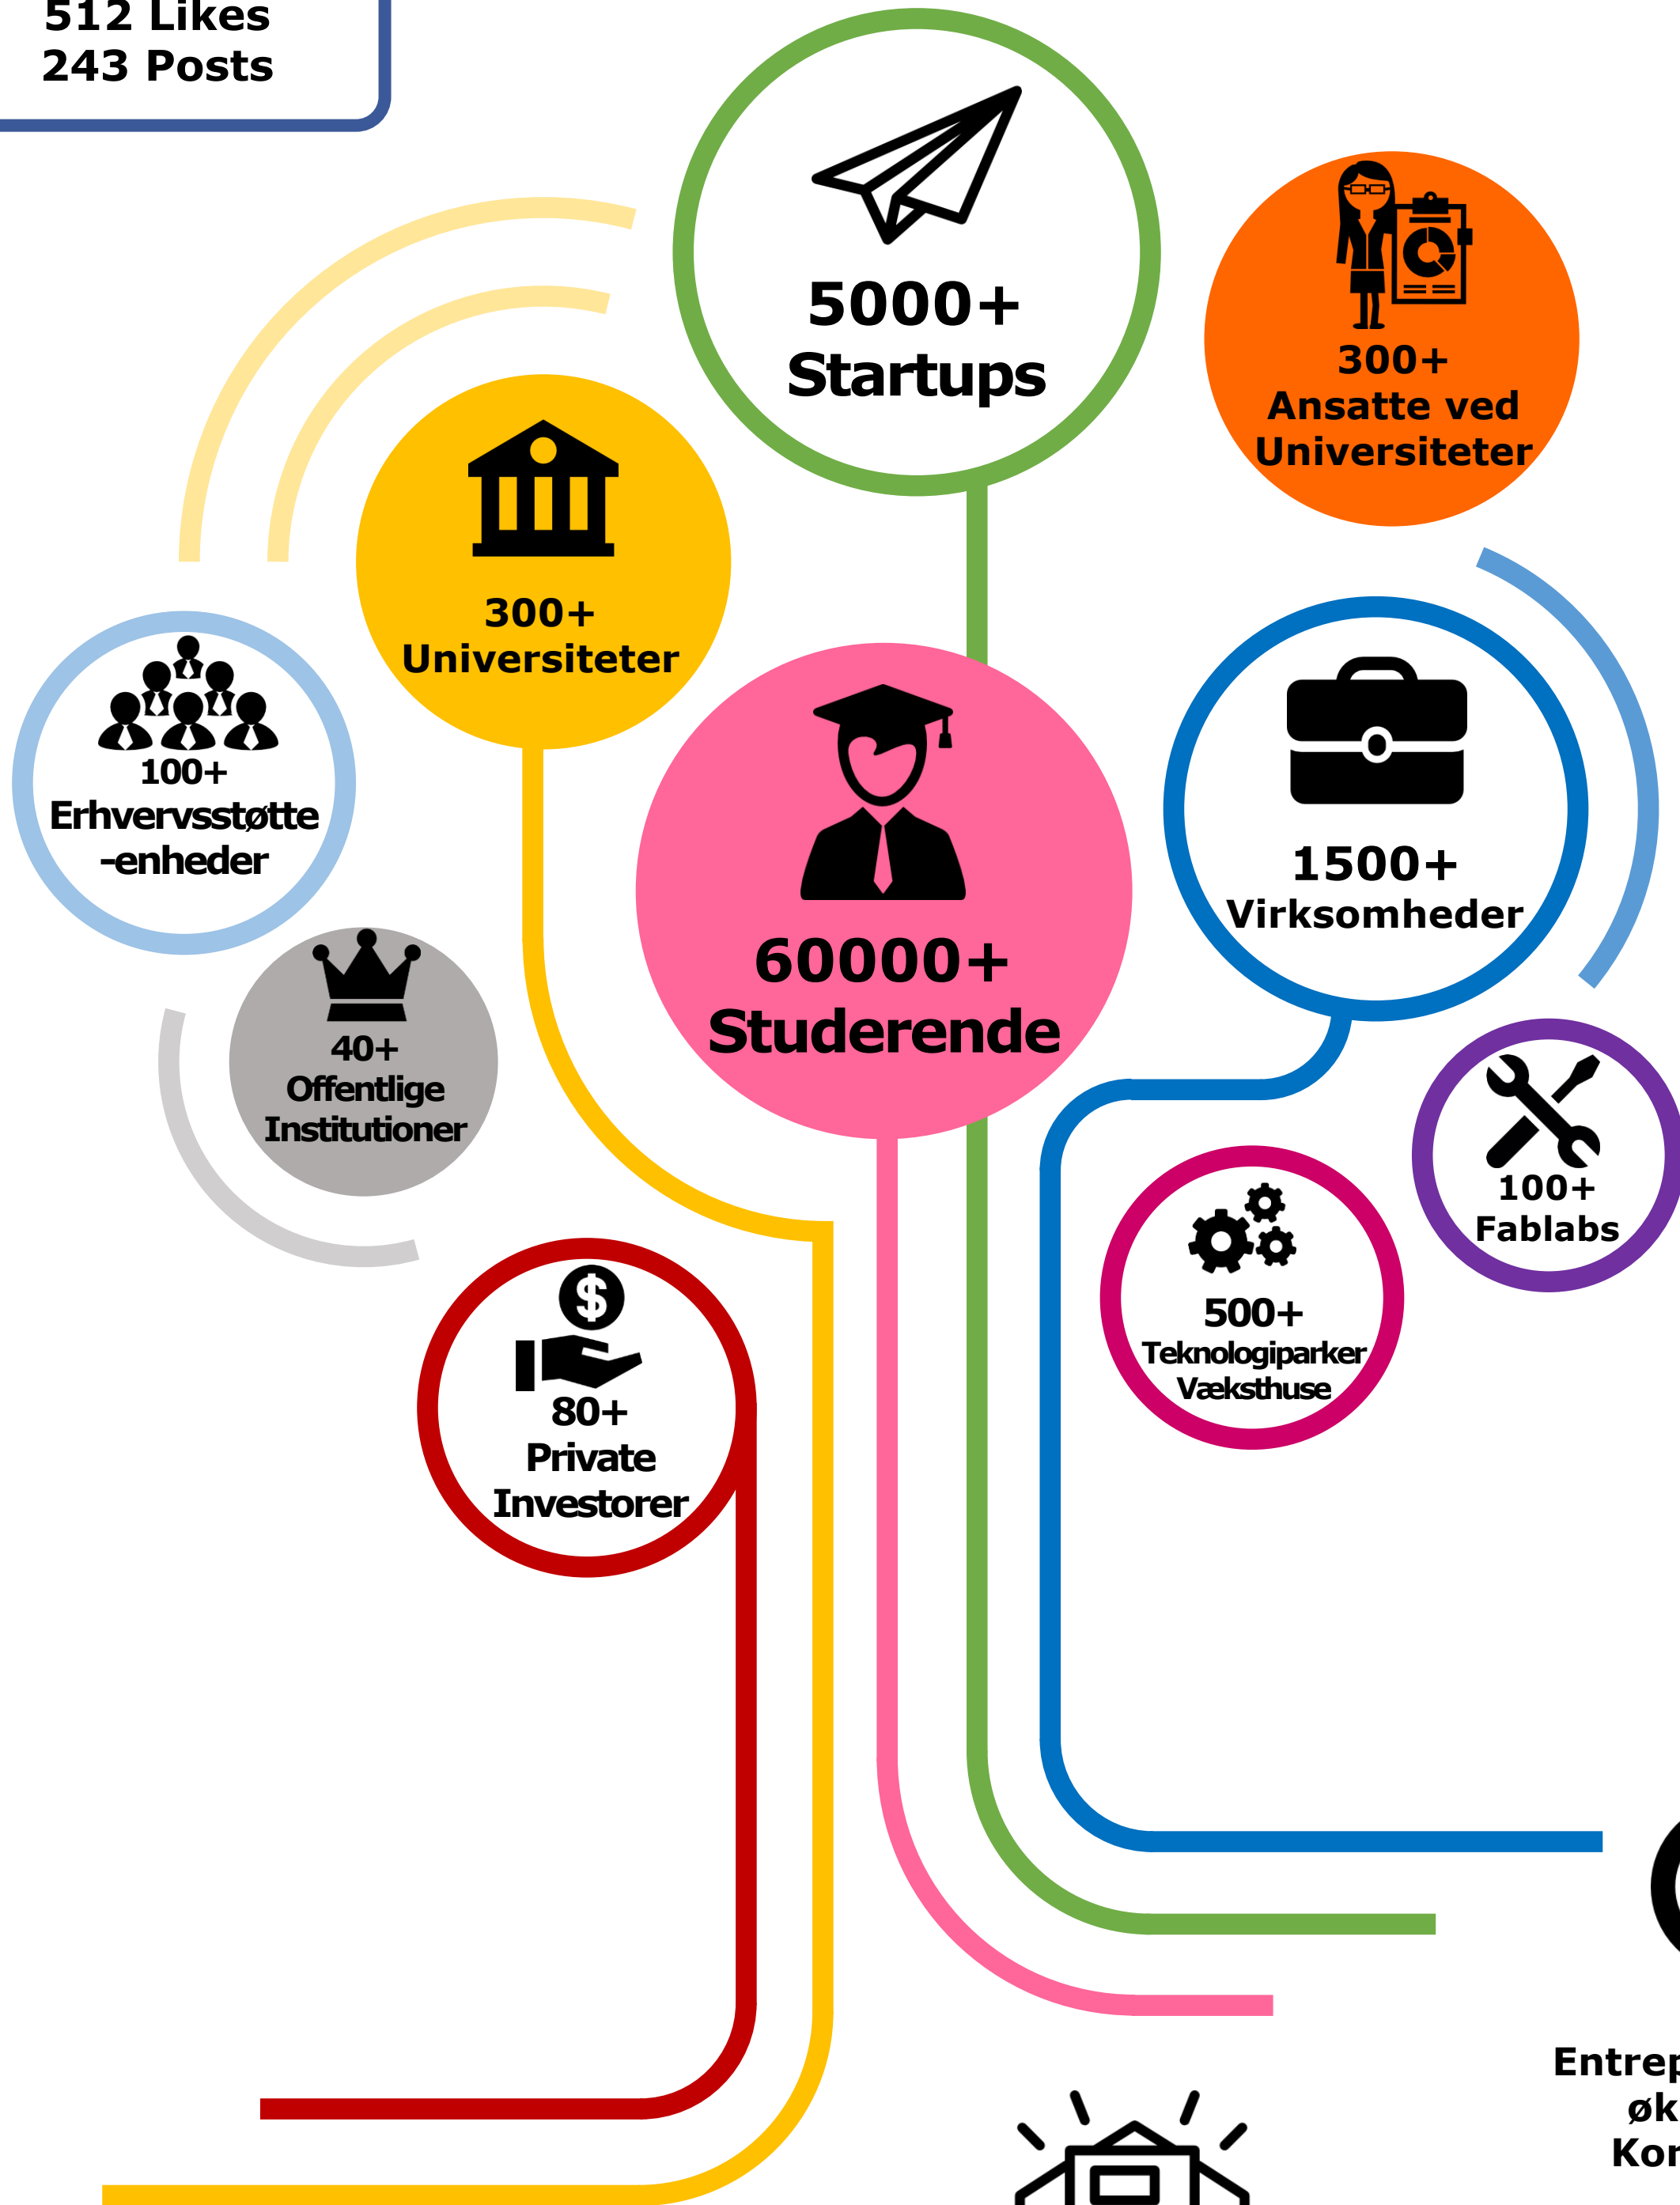 512 Likes
243 Posts
5000+
Startups
300+
Ansatte ved
Universiteter
300+
Universiteter
100+
Erhvervsstøtte
-enheder
60000+
Studerende
1500+
Virksomheder
40+
Offentlige
Institutioner
100+
Fablabs
500+
Teknologiparker
Væksthuse
$
80+
Private
Investorer